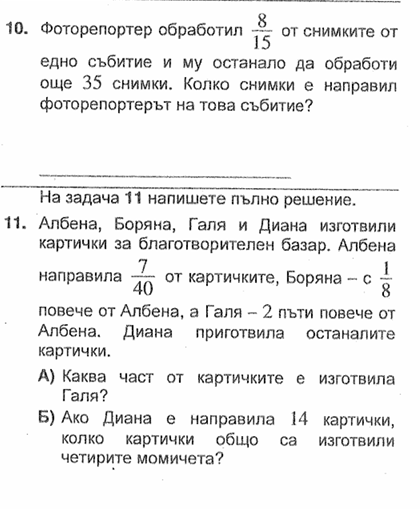 10. Фоторепортер обработил 8/15 от снимките от
едно събитие и му останало да обработи
още 35 снимки. Колко снимки е направил
фоторепортерът на това събитие?
На задача 11 напишете пълно решение.
11. Албена, Боряна, Галя и Диана изготвили
картички за благотворителен базар. Албена
направила 7/40 от картичките, Боряна – с 1/8
повече от Албена, а Галя – 2 пъти повече от
Албена. Диана приготвила останалите
картички.
А) Каква част от картичките е изготвила
Галя?
Б) Ако Диана е направила 14 картички,
колко картички общо са изготвили
четирите момичета?